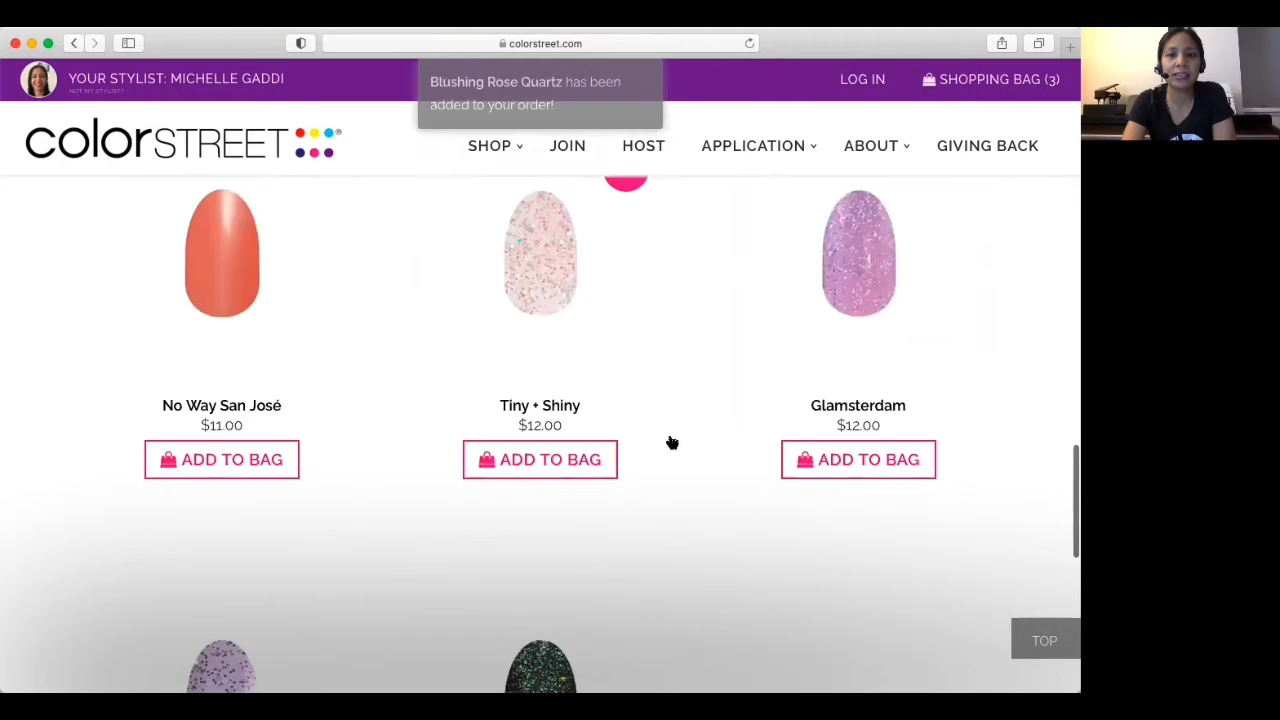 colorstreet.com
YOUR STYLIST: MICHELLE GADDI
NOT MY STYLIST?
Blushing Rose Quartz has been
added to your order!
LOG IN
SHOPPING BAG (3)
colorSTREET®
SHOP
JOIN
HOST
APPLICATION
ABOUT
GIVING BACK
No Way San José
$11.00
ADD TO BAG
Tiny + Shiny
$12.00
ADD TO BAG
Glamsterdam
$12.00
ADD TO BAG
TOP